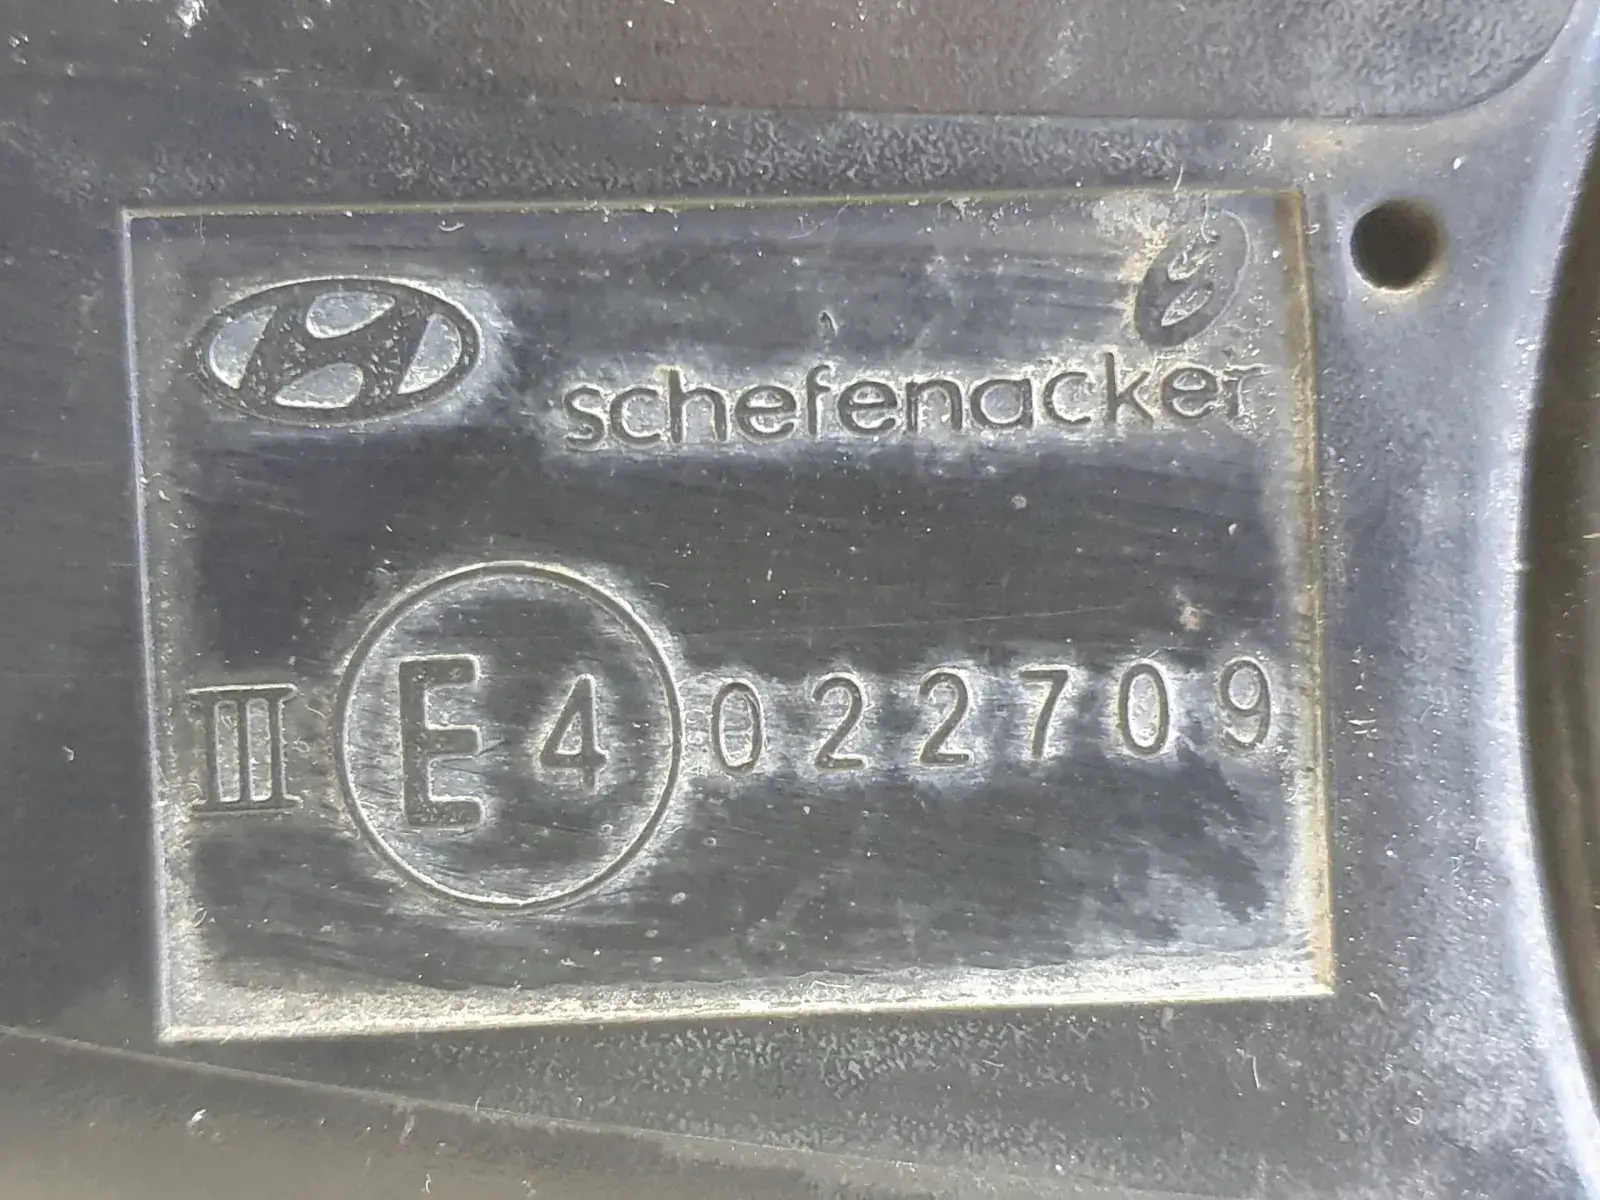 schefenacker
III E4 022709